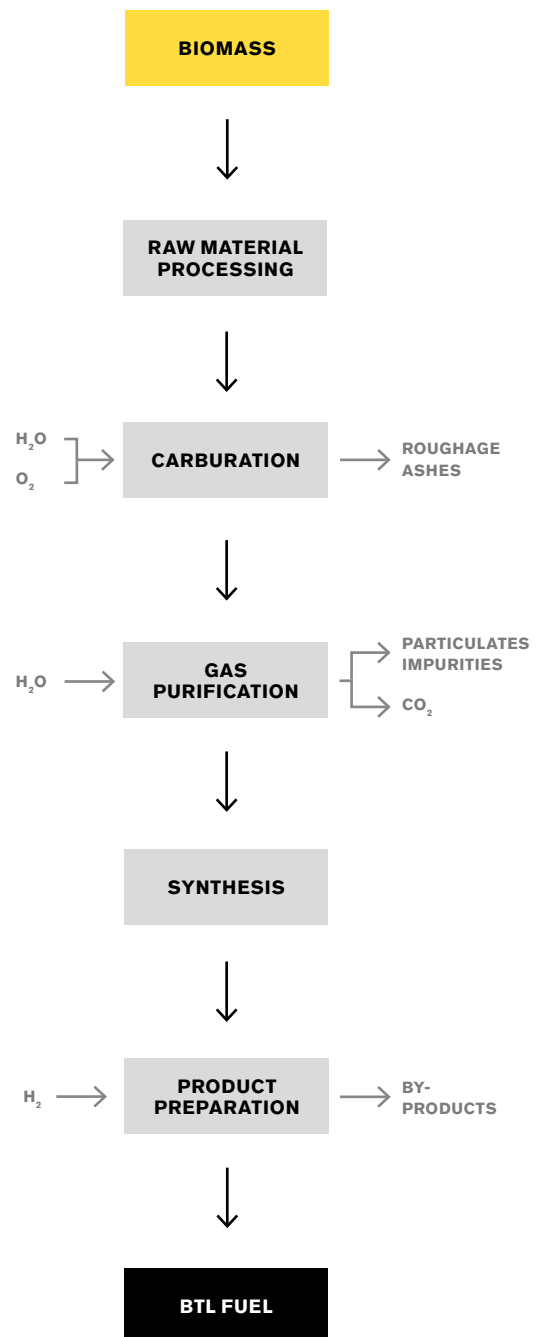 BIOMASS
RAW MATERIAL
PROCESSING
H₂O
O₂
CARBURATION
ROUGHAGE
ASHES
H₂O
GAS
PURIFICATION
PARTICULATES
IMPURITIES
CO₂
SYNTHESIS
H₂
PRODUCT
PREPARATION
BY-
PRODUCTS
BTL FUEL